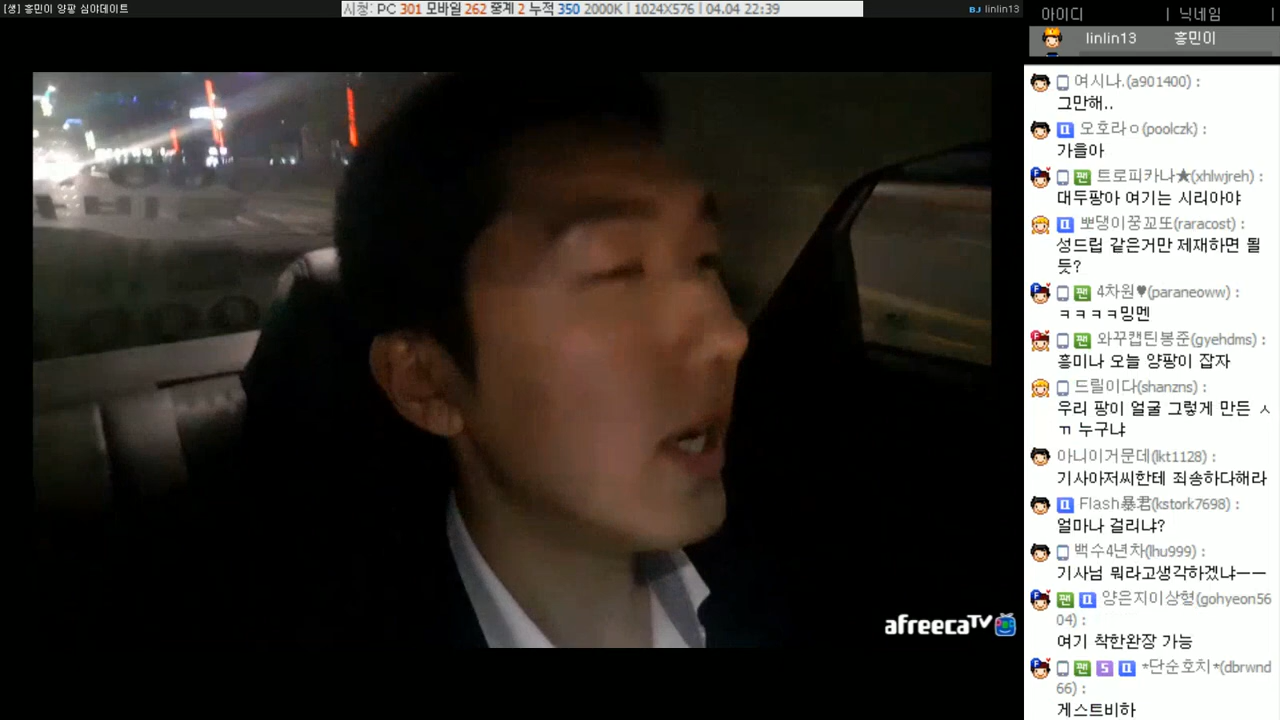 [생] 흥민이 양팡 심야데이트
시청: PC 301 모바일 262 중계 2 누적 350 2000K | 1024X576 | 04.04 22:39
BJ linlin13
아이디 | 닉네임 |
linlin13 흥민이
여시나.(a901400) :
그만해..
오호라ㅇ(poolczk) :
가을아
팬 트로피카나★(xhlwjreh) :
대두팡아 여기는 시리아야
뽀댕이꿍꼬또(raracost) :
성드립 같은거만 제재하면 될
듯?
팬 4차원♥(paraneoww) :
ㅋㅋㅋㅋ밍멘
팬 와꾸캡틴봉준(gyehdms) :
흥미나 오늘 양팡이 잡자
드릴이다(shanzns) :
우리 팡이 얼굴 그렇게 만든 ㅅ
ㄲ 누구냐
아니이거문데(lkt1128) :
기사아저씨한테 죄송하다해라
Flash暴君(kstork7698) :
얼마나 걸리냐?
백수4년차(lhu999) :
기사님 뭐라고생각하겠냐ㅡㅡ
팬 양은지이상형(gohyeon56
04) :
여기 착한완장 가능
팬 S *단순호치*(dbrwnd
66) :
게스트비하
afreecaTV